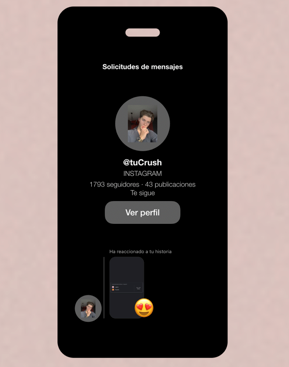 Solicitudes de mensajes
@tuCrush
INSTAGRAM
1793 seguidores · 43 publicaciones
Te sigue
Ver perfil
Ha reaccionado a tu historia